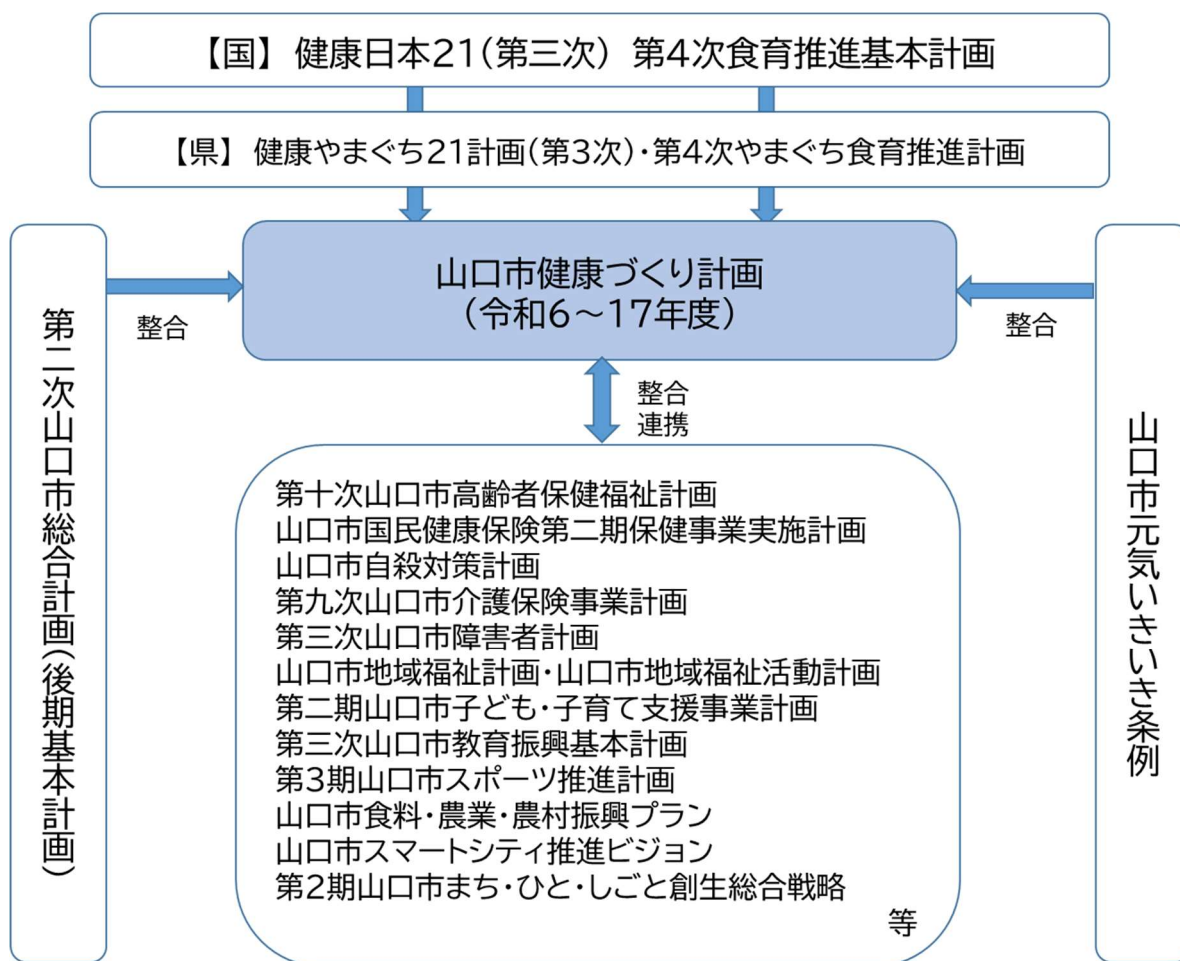 【国】 健康日本21(第三次) 第4次食育推進基本計画
【県】 健康やまぐち21計画(第3次)・第4次やまぐち食育推進計画
山口市健康づくり計画
(令和6～17年度)
整合
整合
第二次山口市総合計画(後期基本計画)
山口市元気いきいき条例
整合
連携
第十次山口市高齢者保健福祉計画
山口市国民健康保険第二期保健事業実施計画
山口市自殺対策計画
第九次山口市介護保険事業計画
第三次山口市障害者計画
山口市地域福祉計画・山口市地域福祉活動計画
第二期山口市子ども・子育て支援事業計画
第三次山口市教育振興基本計画
第3期山口市スポーツ推進計画
山口市食料・農業・農村振興プラン
山口市スマートシティ推進ビジョン
第2期山口市まち・ひと・しごと創生総合戦略
等